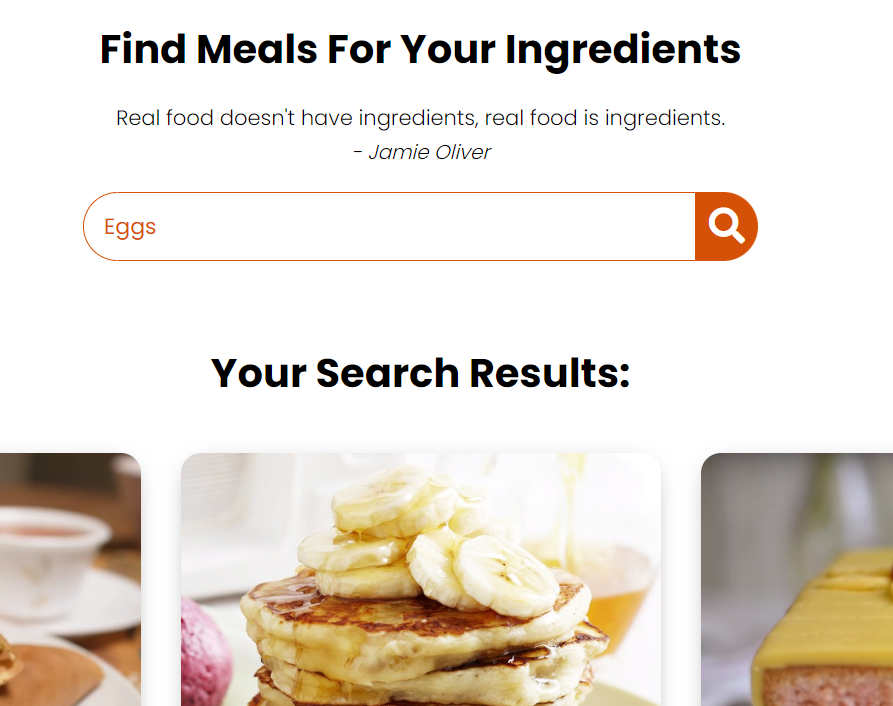 Find Meals For Your Ingredients
Real food doesn't have ingredients, real food is ingredients.
- Jamie Oliver
Eggs
Your Search Results: